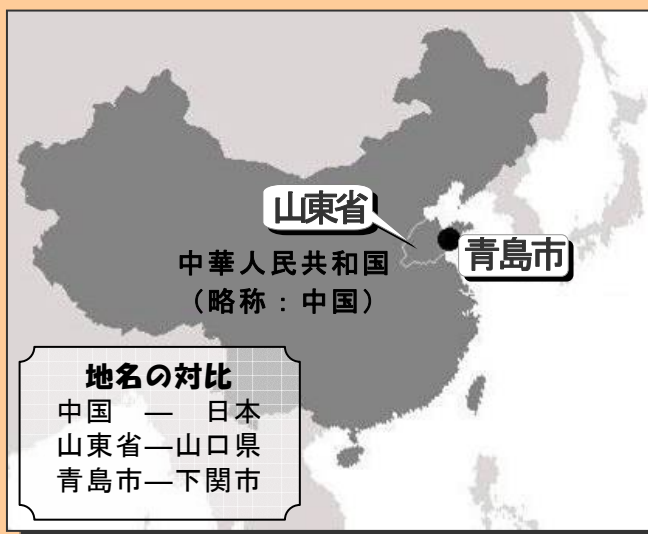 山東省
青島市
中華人民共和国
（略称：中国）
地名の対比
中国 ― 日本
山東省―山口県
青島市―下関市